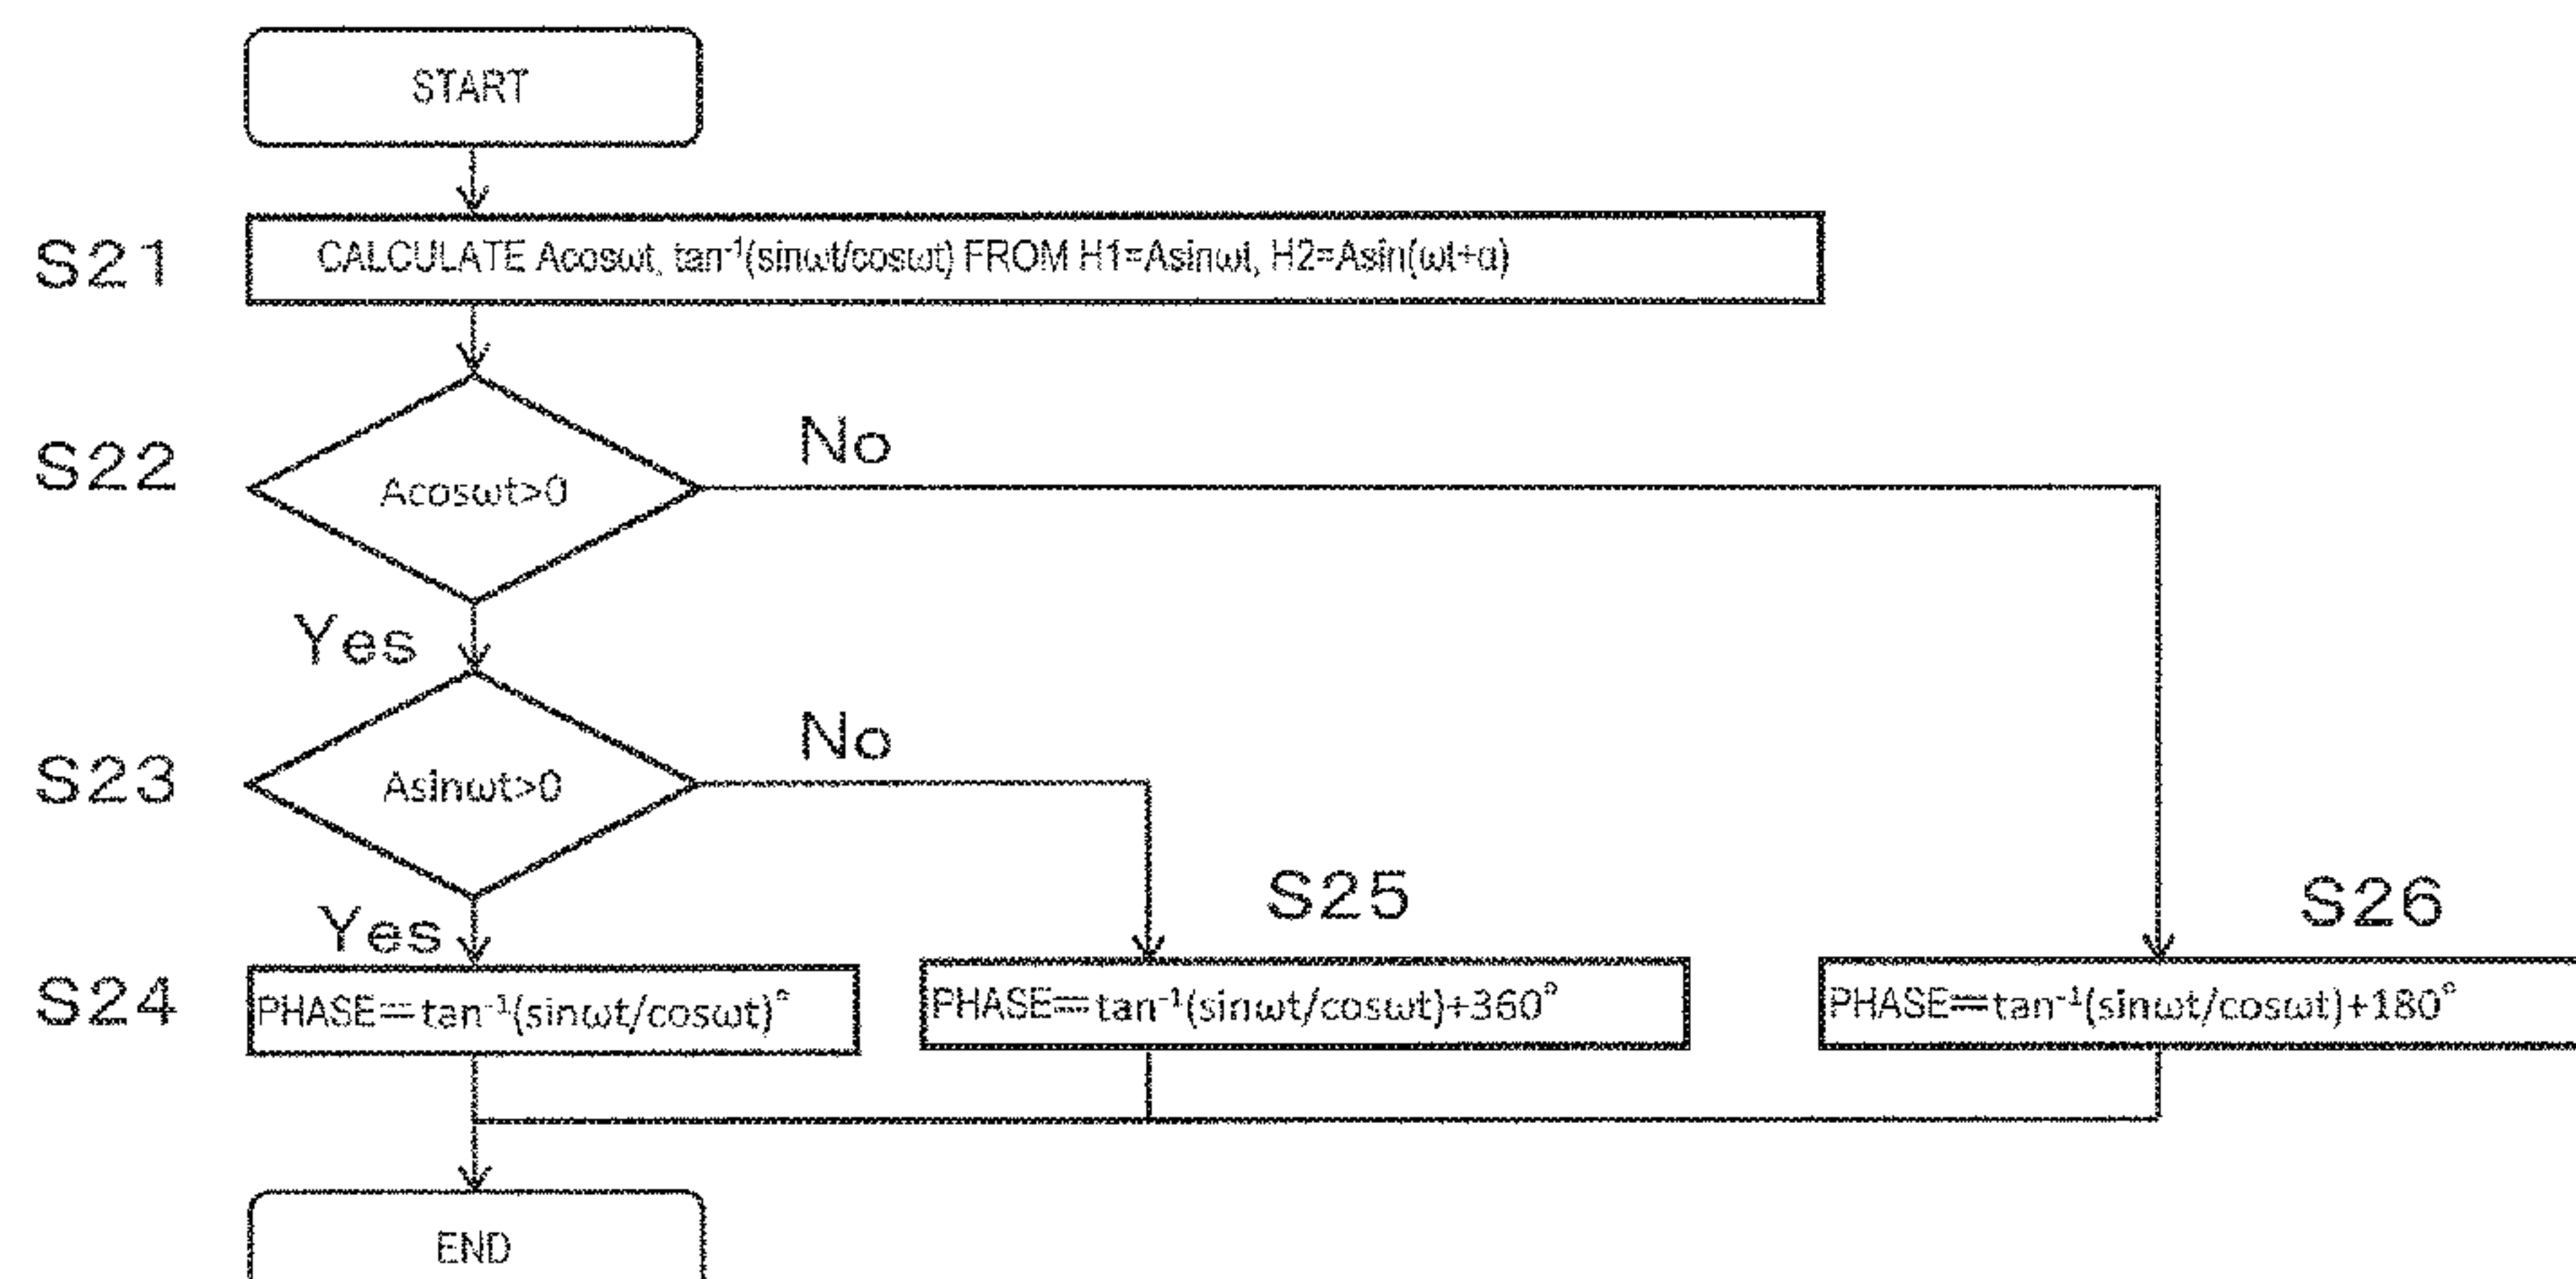 START
S21
CALCULATE Acosωt, tan⁻¹(sinωt/cosωt) FROM H1=Asinωt, H2=Asin(ωt+α)
S22
Acosωt>0
No
Yes
S23
Asinωt>0
No
Yes
S24
PHASE=tan⁻¹(sinωt/cosωt)°
S25
PHASE=tan⁻¹(sinωt/cosωt)+360°
S26
PHASE=tan⁻¹(sinωt/cosωt)+180°
END